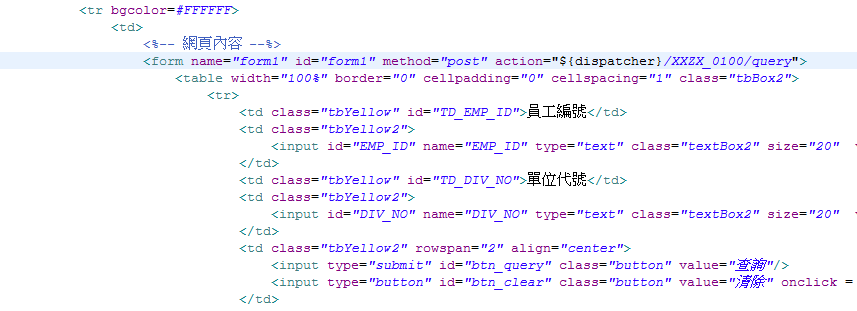 <tr bgcolor=#FFFFFF>
<td>
<%-- 網頁內容 --%>
<form name="form1" id="form1" method="post" action="${dispatcher}/XXZX_0100/query">
<table width="100%" border="0" cellpadding="0" cellspacing="1" class="tbBox2">
<tr>
<td class="tbYellow" id="TD_EMP_ID">員工編號</td>
<td class="tbYellow2">
<input id="EMP_ID" name="EMP_ID" type="text" class="textBox2" size="20"
</td>
<td class="tbYellow" id="TD_DIV_NO">單位代號</td>
<td class="tbYellow2">
<input id="DIV_NO" name="DIV_NO" type="text" class="textBox2" size="20"
</td>
<td class="tbYellow2" rowspan="2" align="center">
<input type="submit" id="btn_query" class="button" value="查詢"/>
<input type="button" id="btn_clear" class="button" value="清除" onclick =
</td>